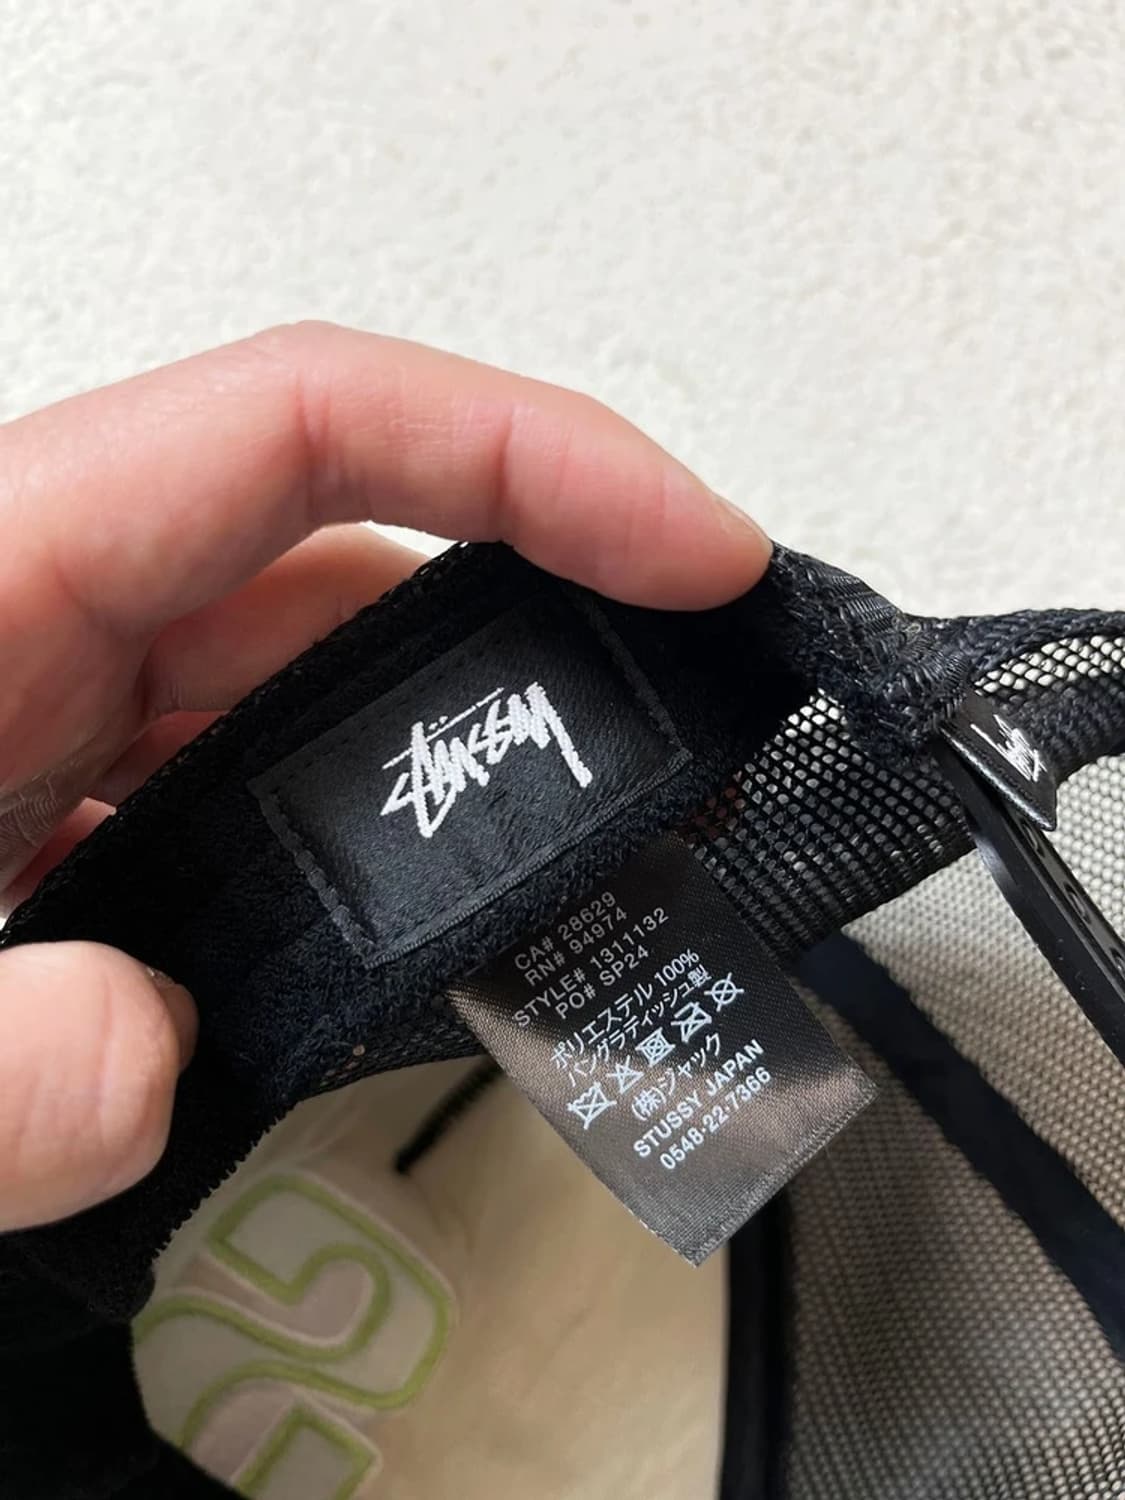 Stüssy
CA# 28629
RN# 94974
STYLE# 1311132
PO# SP24
ポリエステル 100%
バングラディッシュ製
(株)ジャック
STUSSY JAPAN
0548-22-7366